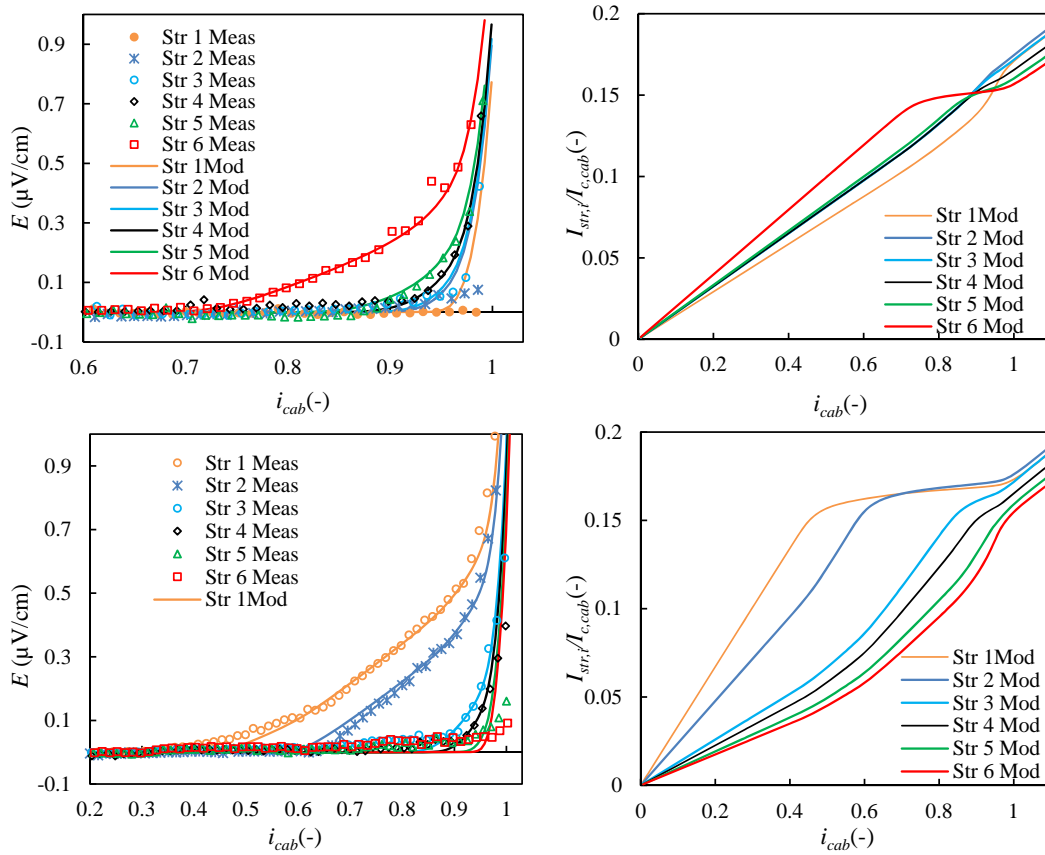 E (µV/cm)
0.9
0.7
0.5
0.3
0.1
-0.1
Str 1 Meas
Str 2 Meas
Str 3 Meas
Str 4 Meas
Str 5 Meas
Str 6 Meas
Str 1Mod
Str 2 Mod
Str 3 Mod
Str 4 Mod
Str 5 Mod
Str 6 Mod
0.6 0.7 0.8 0.9 1
icab(-)
Istr,i/Ic,cab(-)
0.2
0.15
0.1
0.05
0
Str 1Mod
Str 2 Mod
Str 3 Mod
Str 4 Mod
Str 5 Mod
Str 6 Mod
0 0.2 0.4 0.6 0.8 1
icab(-)
E (µV/cm)
0.9
0.7
0.5
0.3
0.1
-0.1
Str 1 Meas
Str 2 Meas
Str 3 Meas
Str 4 Meas
Str 5 Meas
Str 6 Meas
Str 1Mod
0.2 0.3 0.4 0.5 0.6 0.7 0.8 0.9 1
icab(-)
Istr,i/Ic,cab(-)
0.2
0.15
0.1
0.05
0
Str 1Mod
Str 2 Mod
Str 3 Mod
Str 4 Mod
Str 5 Mod
Str 6 Mod
0 0.2 0.4 0.6 0.8 1
icab(-)